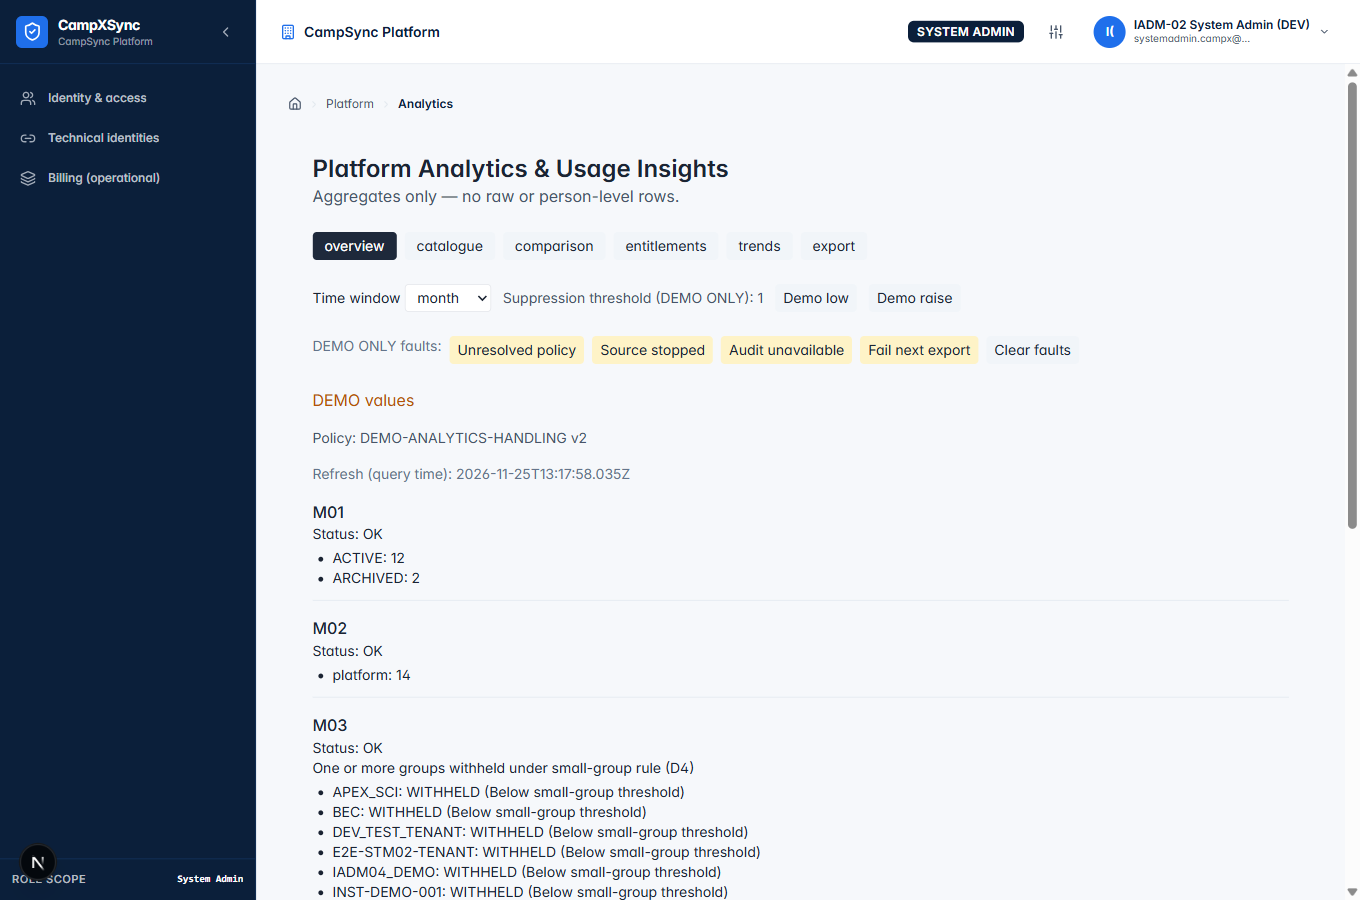 CampXSync
CampSync Platform
Identity & access
Technical identities
Billing (operational)
N
ROLE SCOPE
System Admin
CampSync Platform
SYSTEM ADMIN
I(
IADM-02 System Admin (DEV)
systemadmin.campx@...
Platform
Analytics
Platform Analytics & Usage Insights
Aggregates only — no raw or person-level rows.
overview catalogue comparison entitlements trends export
Time window month Suppression threshold (DEMO ONLY): 1 Demo low Demo raise
DEMO ONLY faults: Unresolved policy Source stopped Audit unavailable Fail next export Clear faults
DEMO values
Policy: DEMO-ANALYTICS-HANDLING v2
Refresh (query time): 2026-11-25T13:17:58.035Z
M01
Status: OK
• ACTIVE: 12
• ARCHIVED: 2
M02
Status: OK
• platform: 14
M03
Status: OK
One or more groups withheld under small-group rule (D4)
• APEX_SCI: WITHHELD (Below small-group threshold)
• BEC: WITHHELD (Below small-group threshold)
• DEV_TEST_TENANT: WITHHELD (Below small-group threshold)
• E2E-STM02-TENANT: WITHHELD (Below small-group threshold)
• IADM04_DEMO: WITHHELD (Below small-group threshold)
• INST-DEMO-001: WITHHELD (Below small-group threshold)